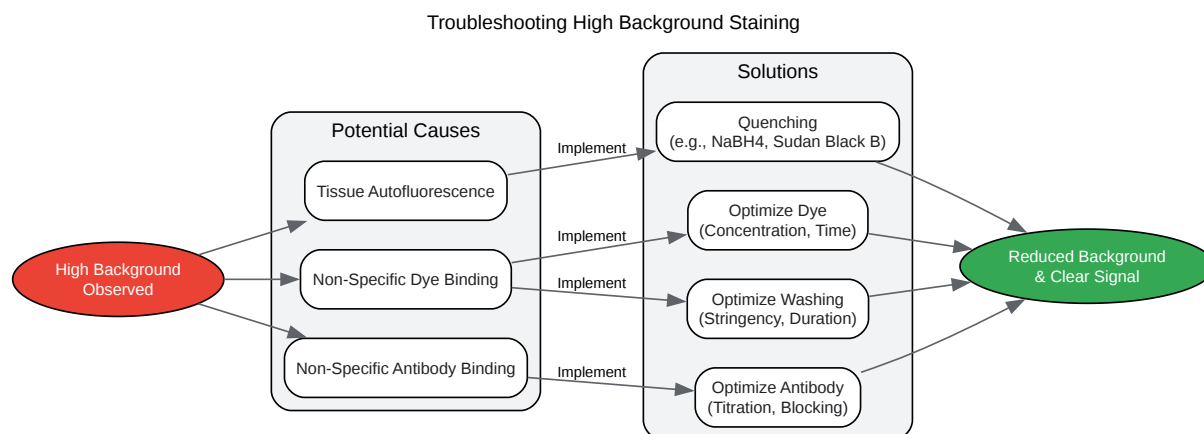 Troubleshooting High Background Staining
High Background
Observed
Potential Causes
Tissue Autofluorescence
Non-Specific Dye Binding
Non-Specific Antibody Binding
Implement
Implement
Implement
Implement
Solutions
Quenching
(e.g., NaBH4, Sudan Black B)
Optimize Dye
(Concentration, Time)
Optimize Washing
(Stringency, Duration)
Optimize Antibody
(Titration, Blocking)
Reduced Background
& Clear Signal